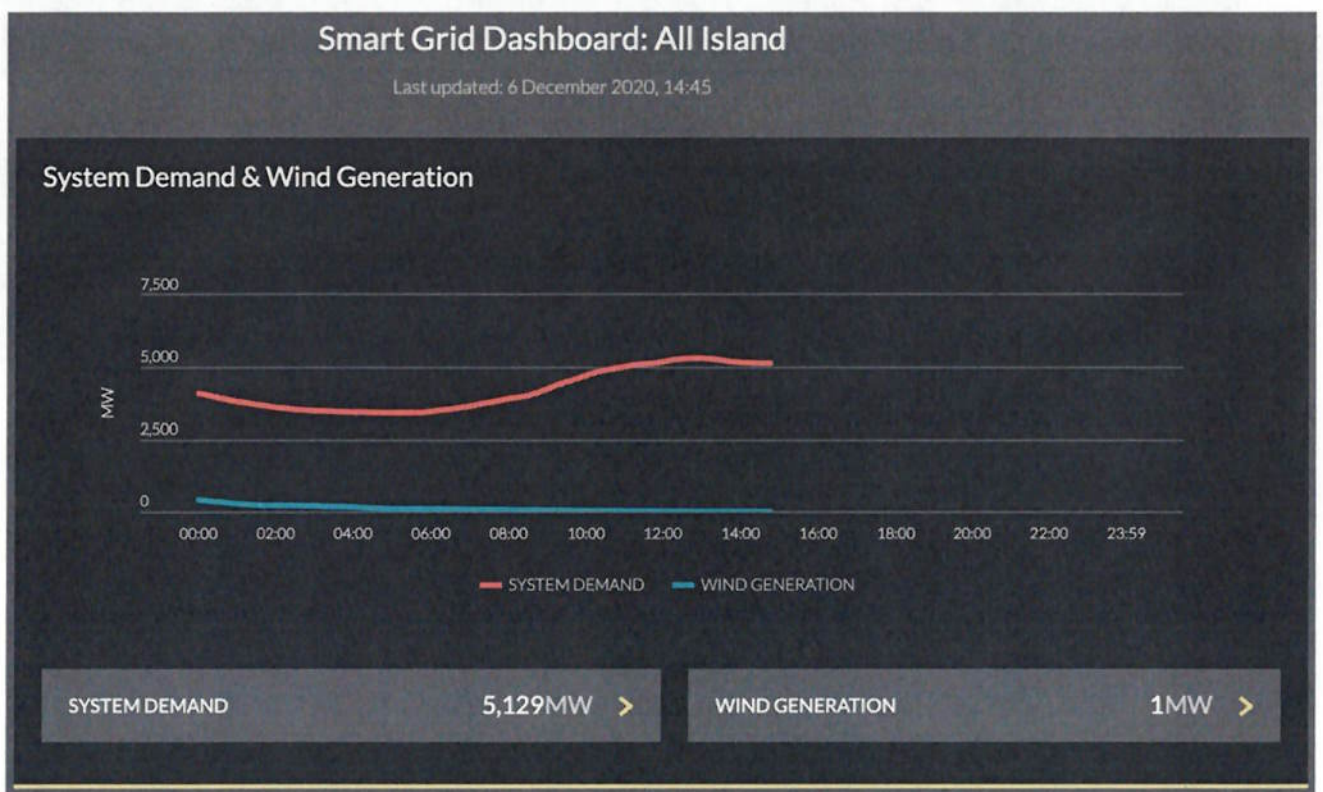 Smart Grid Dashboard: All Island
Last updated: 6 December 2020, 14:45
System Demand & Wind Generation
7,500
5,000
MW
2,500
0
00:00 02:00 04:00 06:00 08:00 10:00 12:00 14:00 16:00 18:00 20:00 22:00 23:59
SYSTEM DEMAND WIND GENERATION
SYSTEM DEMAND 5,129MW >
WIND GENERATION 1MW >